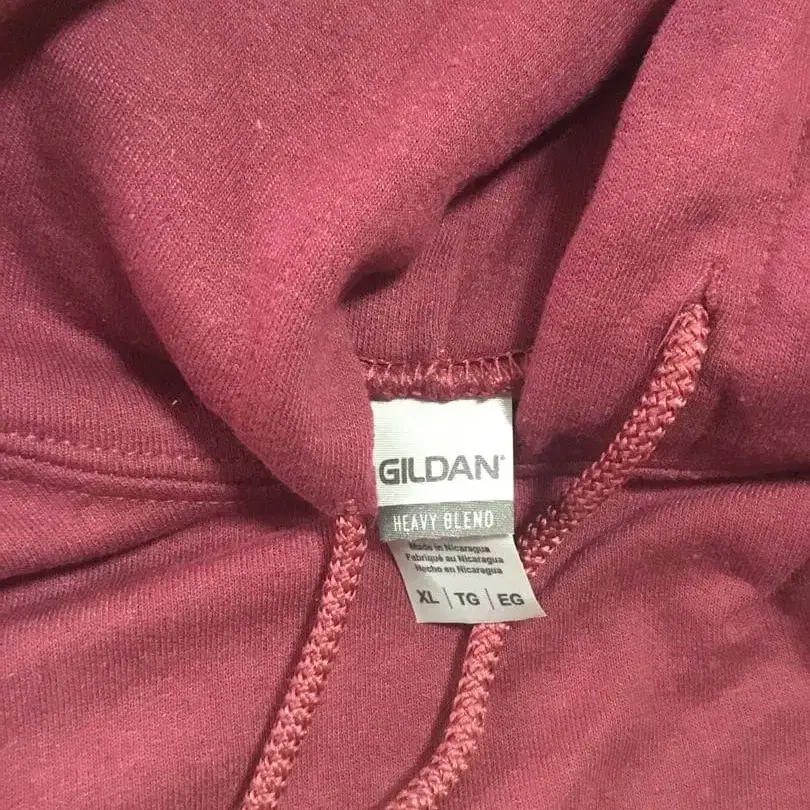 GILDAN®
HEAVY BLEND
Made in Nicaragua
Fabriqué au Nicaragua
Hecho en Nicaragua
XL | TG | EG